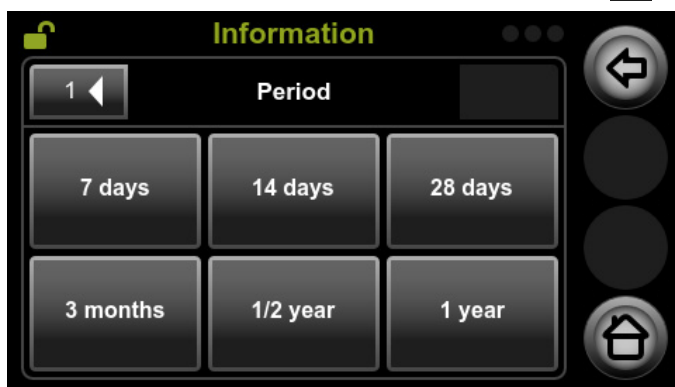 Information
1
Period
7 days
14 days
28 days
3 months
1/2 year
1 year